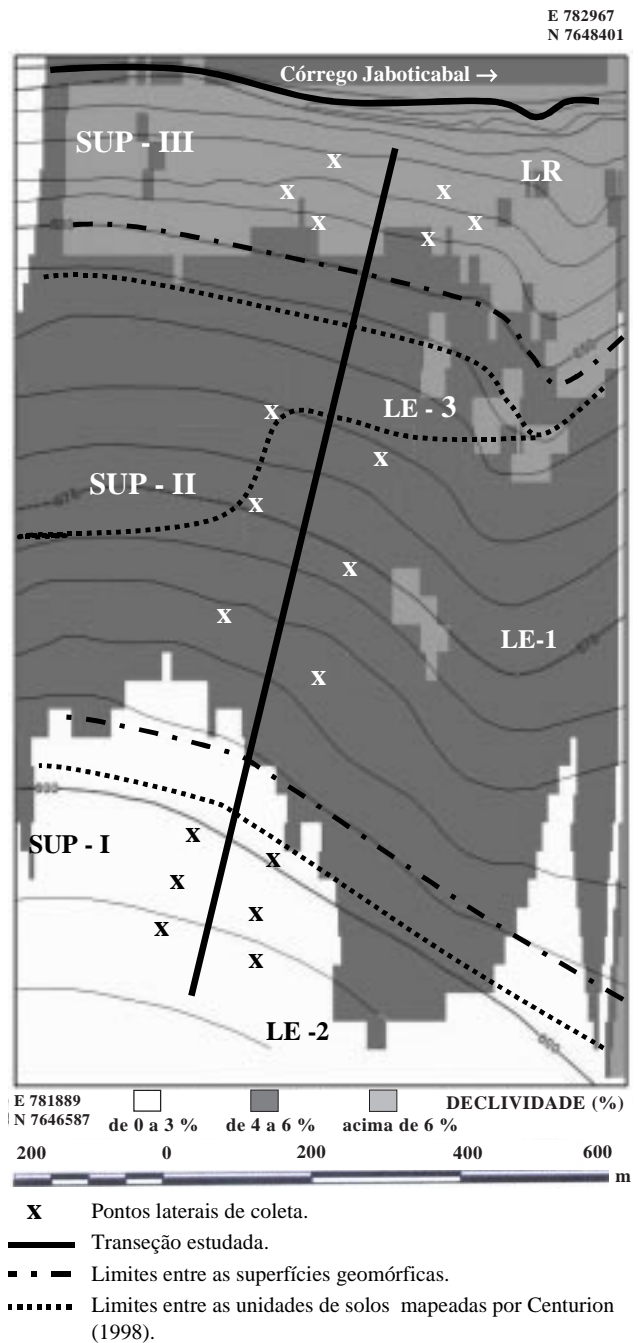 E 782967
N 7648401
Córrego Jaboticabal →
SUP - III
LR
x
x
x
x
x
x
LE - 3
x
x
SUP - II
x
x
LE-1
x
x
SUP - I
x
x
x
x
x
x
LE -2
E 781889
N 7646587
DECLIVIDADE (%)
de 0 a 3 %
de 4 a 6 %
acima de 6 %
200 0 200 400 600 m
x Pontos laterais de coleta.
Transeção estudada.
Limites entre as superfícies geomórficas.
Limites entre as unidades de solos mapeadas por Centurion
(1998).